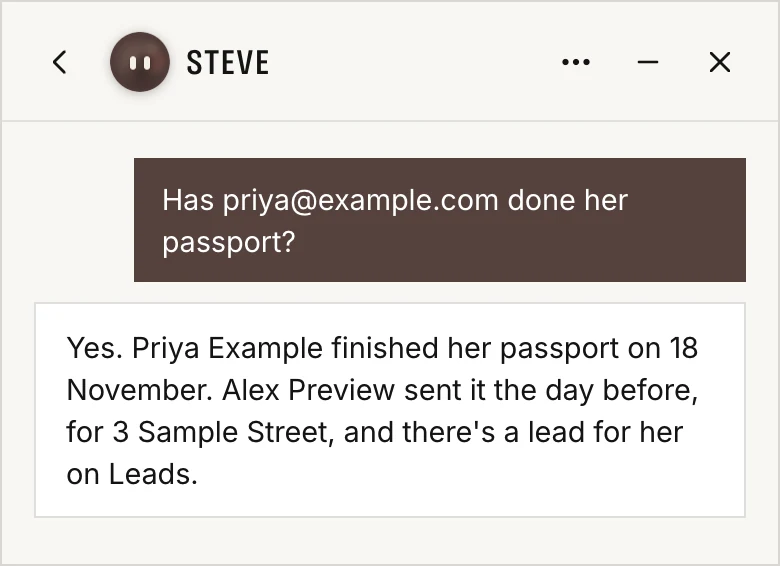 STEVE
Has priya@example.com done her
passport?
Yes. Priya Example finished her passport on 18
November. Alex Preview sent it the day before,
for 3 Sample Street, and there's a lead for her
on Leads.